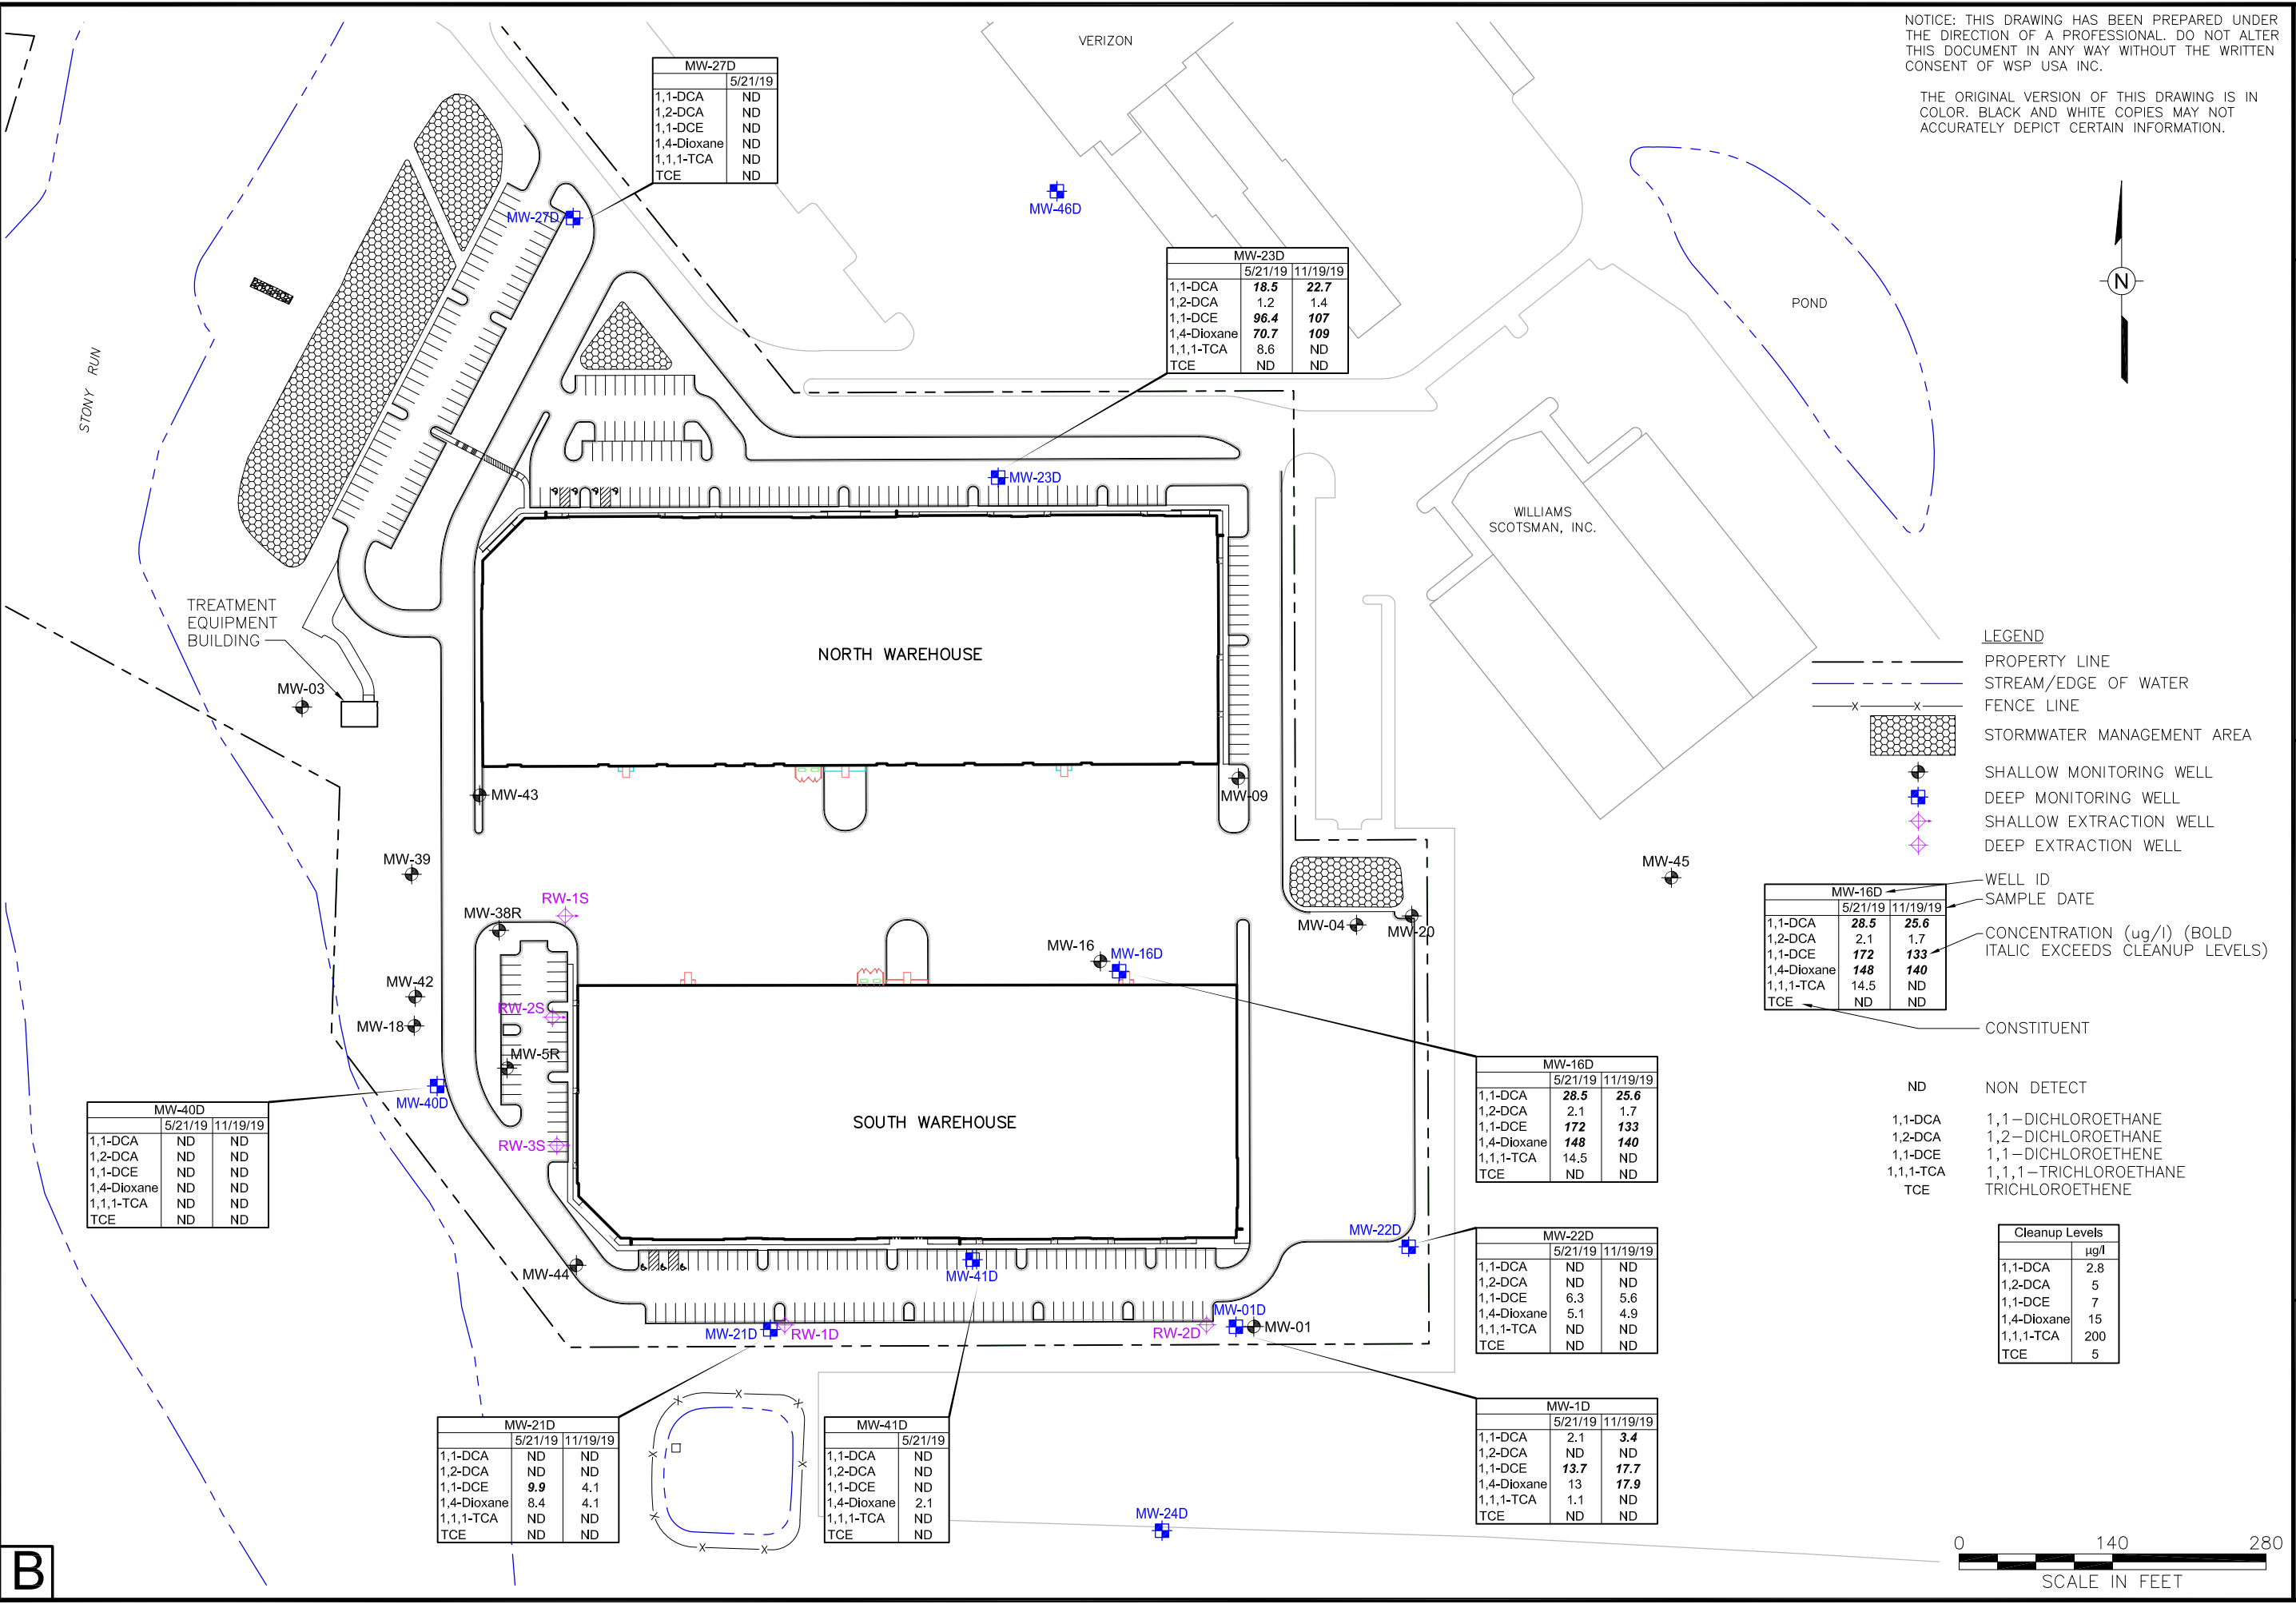 NOTICE: THIS DRAWING HAS BEEN PREPARED UNDER
THE DIRECTION OF A PROFESSIONAL. DO NOT ALTER
THIS DOCUMENT IN ANY WAY WITHOUT THE WRITTEN
CONSENT OF WSP USA INC.
THE ORIGINAL VERSION OF THIS DRAWING IS IN
COLOR. BLACK AND WHITE COPIES MAY NOT
ACCURATELY DEPICT CERTAIN INFORMATION.
N
VERIZON
MW-27D
5/21/19
1,1-DCA ND
1,2-DCA ND
1,1-DCE ND
1,4-Dioxane ND
1,1,1-TCA ND
TCE ND
MW-27D
MW-46D
MW-23D
5/21/19 11/19/19
1,1-DCA 18.5 22.7
1,2-DCA 1.2 1.4
1,1-DCE 96.4 107
1,4-Dioxane 70.7 109
1,1,1-TCA 8.6 ND
TCE ND ND
POND
STONY RUN
MW-23D
WILLIAMS
SCOTSMAN, INC.
TREATMENT
EQUIPMENT
BUILDING
MW-03
NORTH WAREHOUSE
MW-43
MW-09
MW-39
MW-45
RW-1S
MW-38R
MW-04
MW-20
MW-16
MW-16D
MW-42
RW-2S
MW-18
MW-5R
MW-40D
RW-3S
SOUTH WAREHOUSE
MW-40D
5/21/19 11/19/19
1,1-DCA ND ND
1,2-DCA ND ND
1,1-DCE ND ND
1,4-Dioxane ND ND
1,1,1-TCA ND ND
TCE ND ND
MW-16D
5/21/19 11/19/19
1,1-DCA 28.5 25.6
1,2-DCA 2.1 1.7
1,1-DCE 172 133
1,4-Dioxane 148 140
1,1,1-TCA 14.5 ND
TCE ND ND
MW-22D
MW-22D
5/21/19 11/19/19
1,1-DCA ND ND
1,2-DCA ND ND
1,1-DCE 6.3 5.6
1,4-Dioxane 5.1 4.9
1,1,1-TCA ND ND
TCE ND ND
MW-44
MW-41D
MW-21D
RW-1D
RW-2D
MW-01D
MW-01
MW-1D
5/21/19 11/19/19
1,1-DCA 2.1 3.4
1,2-DCA ND ND
1,1-DCE 13.7 17.7
1,4-Dioxane 13 17.9
1,1,1-TCA 1.1 ND
TCE ND ND
MW-21D
5/21/19 11/19/19
1,1-DCA ND ND
1,2-DCA ND ND
1,1-DCE 9.9 4.1
1,4-Dioxane 8.4 4.1
1,1,1-TCA ND ND
TCE ND ND
MW-41D
5/21/19
1,1-DCA ND
1,2-DCA ND
1,1-DCE ND
1,4-Dioxane 2.1
1,1,1-TCA ND
TCE ND
MW-24D
LEGEND
PROPERTY LINE
STREAM/EDGE OF WATER
X X FENCE LINE
STORMWATER MANAGEMENT AREA
SHALLOW MONITORING WELL
DEEP MONITORING WELL
SHALLOW EXTRACTION WELL
DEEP EXTRACTION WELL
MW-16D
5/21/19 11/19/19
1,1-DCA 28.5 25.6
1,2-DCA 2.1 1.7
1,1-DCE 172 133
1,4-Dioxane 148 140
1,1,1-TCA 14.5 ND
TCE ND ND
WELL ID
SAMPLE DATE
CONCENTRATION (ug/l) (BOLD
ITALIC EXCEEDS CLEANUP LEVELS)
CONSTITUENT
ND NON DETECT
1,1-DCA 1,1-DICHLOROETHANE
1,2-DCA 1,2-DICHLOROETHANE
1,1-DCE 1,1-DICHLOROETHENE
1,1,1-TCA 1,1,1-TRICHLOROETHANE
TCE TRICHLOROETHENE
Cleanup Levels
µg/l
1,1-DCA 2.8
1,2-DCA 5
1,1-DCE 7
1,4-Dioxane 15
1,1,1-TCA 200
TCE 5
0 140 280
SCALE IN FEET
B